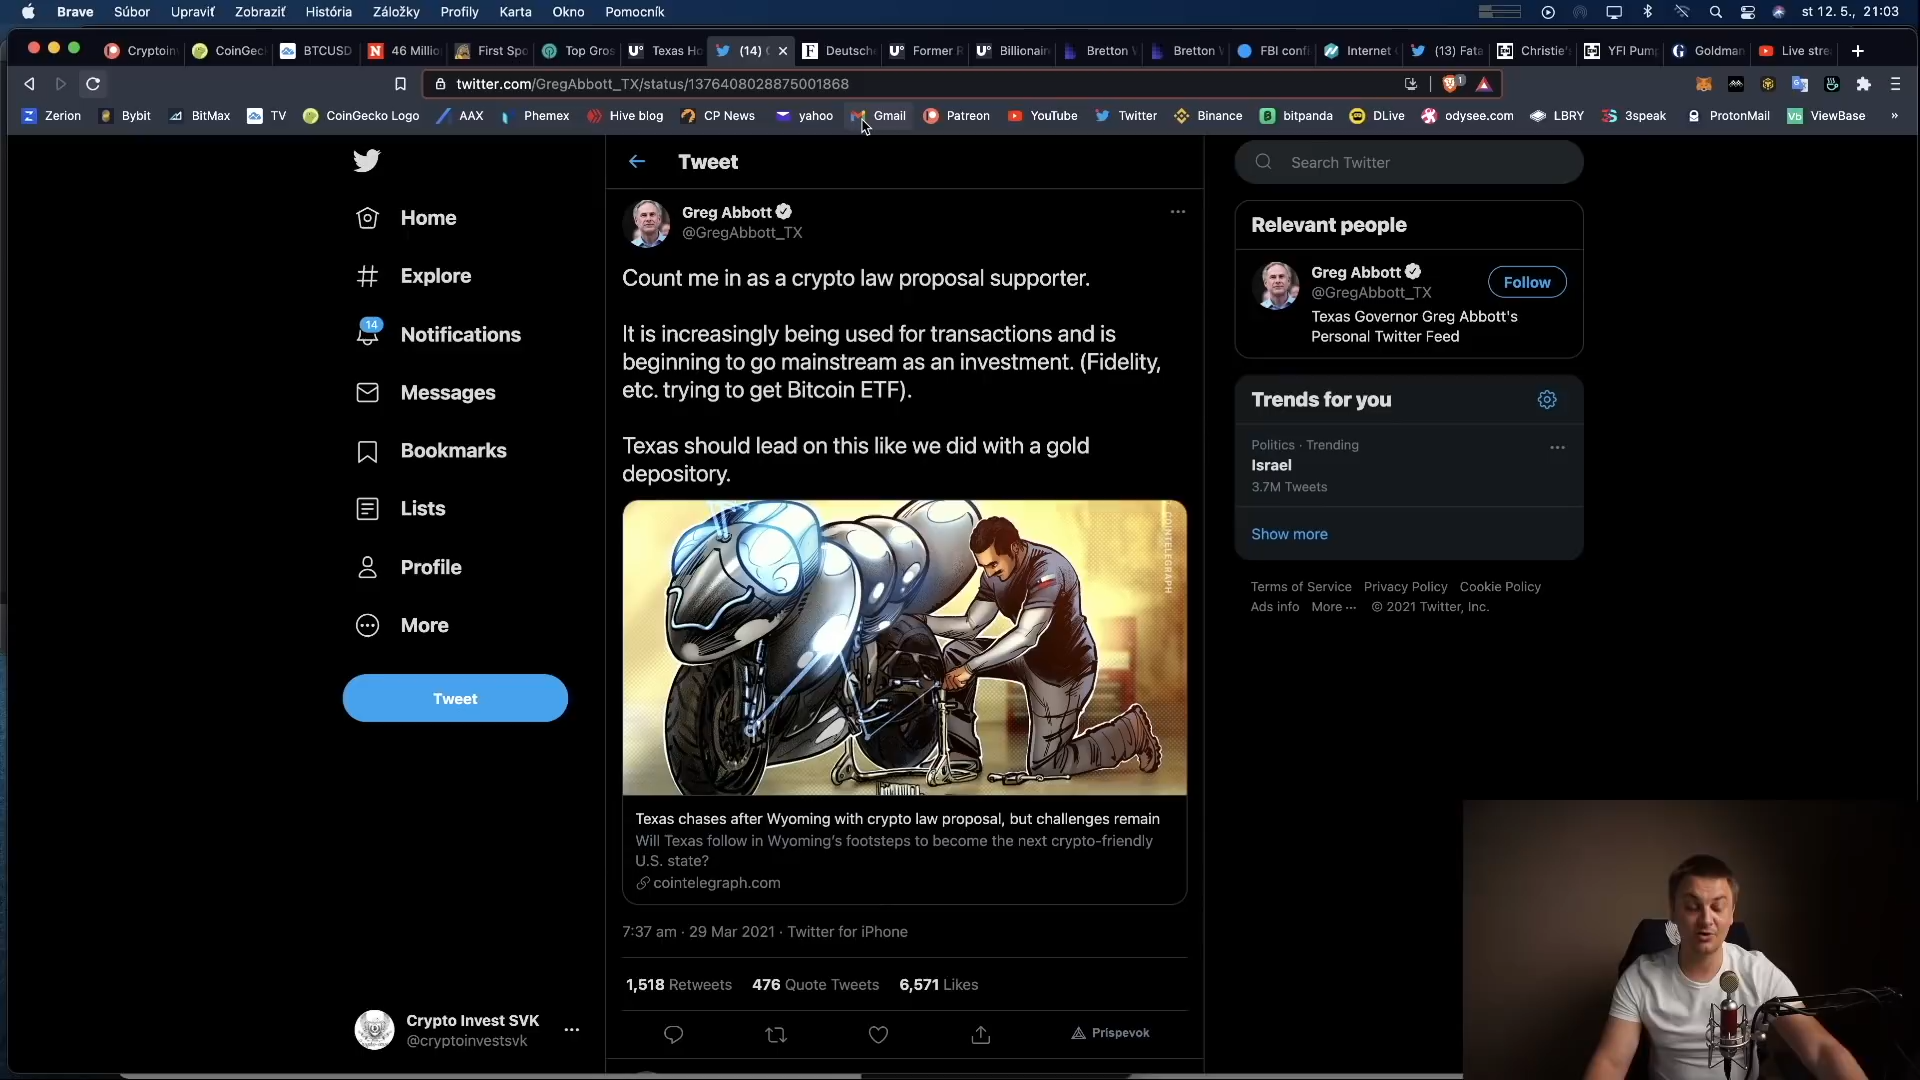 Brave Súbor Upraviť Zobraziť História Záložky Profily Karta Okno Pomocník st 12. 5., 21:03
Cryptoinv CoinGeck BTCUSD 46 Millio First Spo Top Gros Texas Ho (14) Deutsche Former R Billionair Bretton Bretton FBI confi Internet (13) Fata Christie's YFI Pump Goldman Live stre
twitter.com/GregAbbott_TX/status/1376408028875001868 1
Zerion Bybit BitMax TV CoinGecko Logo AAX Phemex Hive blog CP News yahoo Gmail Patreon YouTube Twitter Binance bitpanda DLive odysee.com LBRY 3speak ProtonMail ViewBase »
Home
Explore
14
Notifications
Messages
Bookmarks
Lists
Profile
More
Tweet
Crypto Invest SVK
@cryptoinvestsvk
Tweet
Greg Abbott
@GregAbbott_TX
Count me in as a crypto law proposal supporter.
It is increasingly being used for transactions and is
beginning to go mainstream as an investment. (Fidelity,
etc. trying to get Bitcoin ETF).
Texas should lead on this like we did with a gold
depository.
COINTELEGRAPH
Texas chases after Wyoming with crypto law proposal, but challenges remain
Will Texas follow in Wyoming's footsteps to become the next crypto-friendly
U.S. state?
cointelegraph.com
7:37 am · 29 Mar 2021 · Twitter for iPhone
1,518 Retweets 476 Quote Tweets 6,571 Likes
Príspevok
Search Twitter
Relevant people
Greg Abbott
@GregAbbott_TX
Follow
Texas Governor Greg Abbott's
Personal Twitter Feed
Trends for you
Politics · Trending
Israel
3.7M Tweets
Show more
Terms of Service Privacy Policy Cookie Policy
Ads info More ··· © 2021 Twitter, Inc.